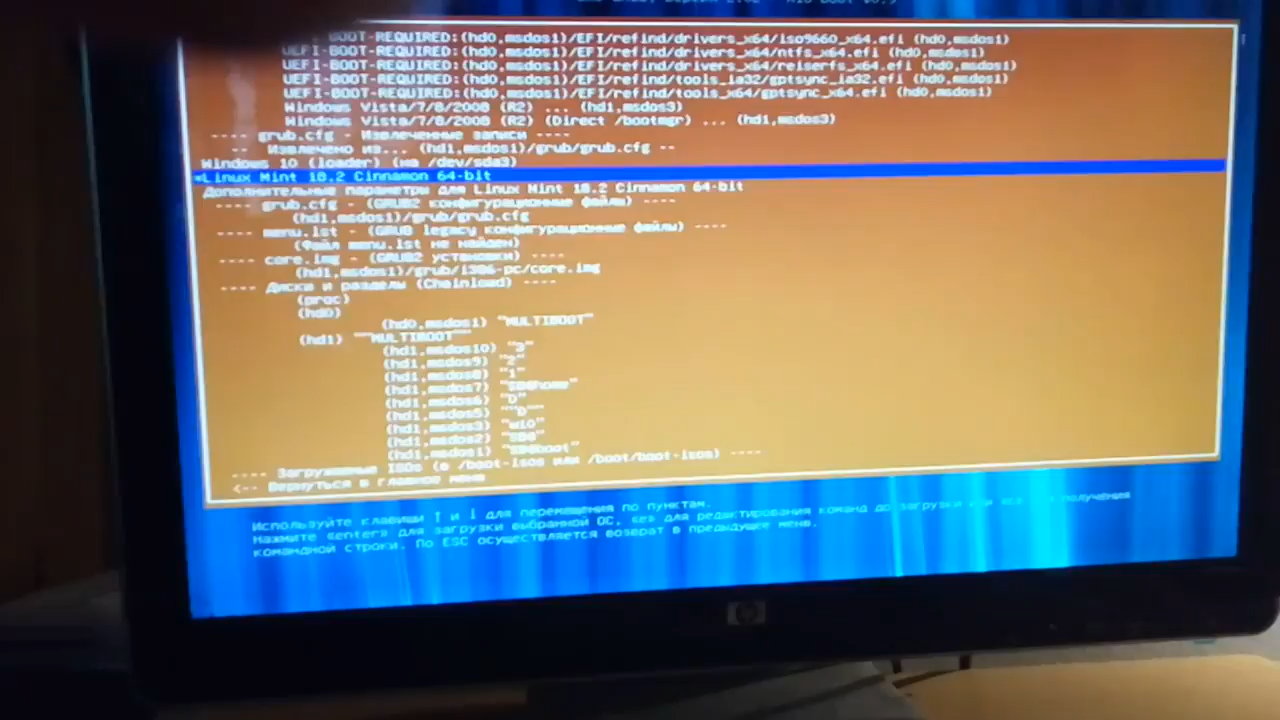 BOOT-REQUIRED:(hd0,msdos1)/EFI/refind/drivers_x64/iso9660_x64.efi (hd0,msdos1)
UEFI-BOOT-REQUIRED:(hd0,msdos1)/EFI/refind/drivers_x64/ntfs_x64.efi (hd0,msdos1)
UEFI-BOOT-REQUIRED:(hd0,msdos1)/EFI/refind/drivers_x64/reiserfs_x64.efi (hd0,msdos1)
UEFI-BOOT-REQUIRED:(hd0,msdos1)/EFI/refind/tools_ia32/gptsync_ia32.efi (hd0,msdos1)
UEFI-BOOT-REQUIRED:(hd0,msdos1)/EFI/refind/tools_x64/gptsync_x64.efi (hd0,msdos1)
Windows Vista/7/8/2008 (R2) ... (hd1,msdos3)
Windows Vista/7/8/2008 (R2) (Direct /bootmgr) ... (hd1,msdos3)
---- grub.cfg - Извлеченные записи ----
-- Извлечено из... (hd1,msdos1)/grub/grub.cfg --
Windows 10 (loader) (на /dev/sda3)
*Linux Mint 18.2 Cinnamon 64-bit
Дополнительные параметры для Linux Mint 18.2 Cinnamon 64-bit
---- grub.cfg - (GRUB2 конфигурационные файлы) ----
(hd1,msdos1)/grub/grub.cfg
---- menu.lst - (GRUB legacy конфигурационные файлы) ----
(Файл menu.lst не найден)
---- core.img - (GRUB2 установки) ----
(hd1,msdos1)/grub/i386-pc/core.img
---- Диски и разделы (Chainload) ----
(proc)
(hd0)
(hd0,msdos1) "MULTIBOOT"
(hd1) ""MULTIBOOT""
(hd1,msdos10) "3"
(hd1,msdos9) "2"
(hd1,msdos8) "1"
(hd1,msdos7)
(hd1,msdos6) "D"
(hd1,msdos5) ""D""
(hd1,msdos3) "W10"
(hd1,msdos2)
(hd1,msdos1)
---- Загружаемые ISOs (в /boot-isos или /boot/boot-isos) ----
<-- Вернуться в главное меню
Используйте клавиши ↑ и ↓ для перемещения по пунктам.
Нажмите «enter» для загрузки выбранной ОС, «e» для редактирования команд до загрузки или получения
командной строки. По ESC осуществляется возврат в предыдущее меню.
hp